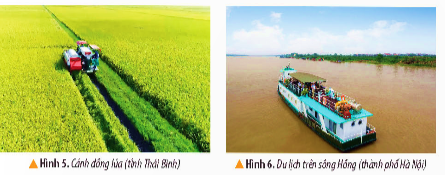 ▲ Hình 5. Cánh đồng lúa (tỉnh Thái Bình)
▲ Hình 6. Du lịch trên sông Hồng (thành phố Hà Nội)